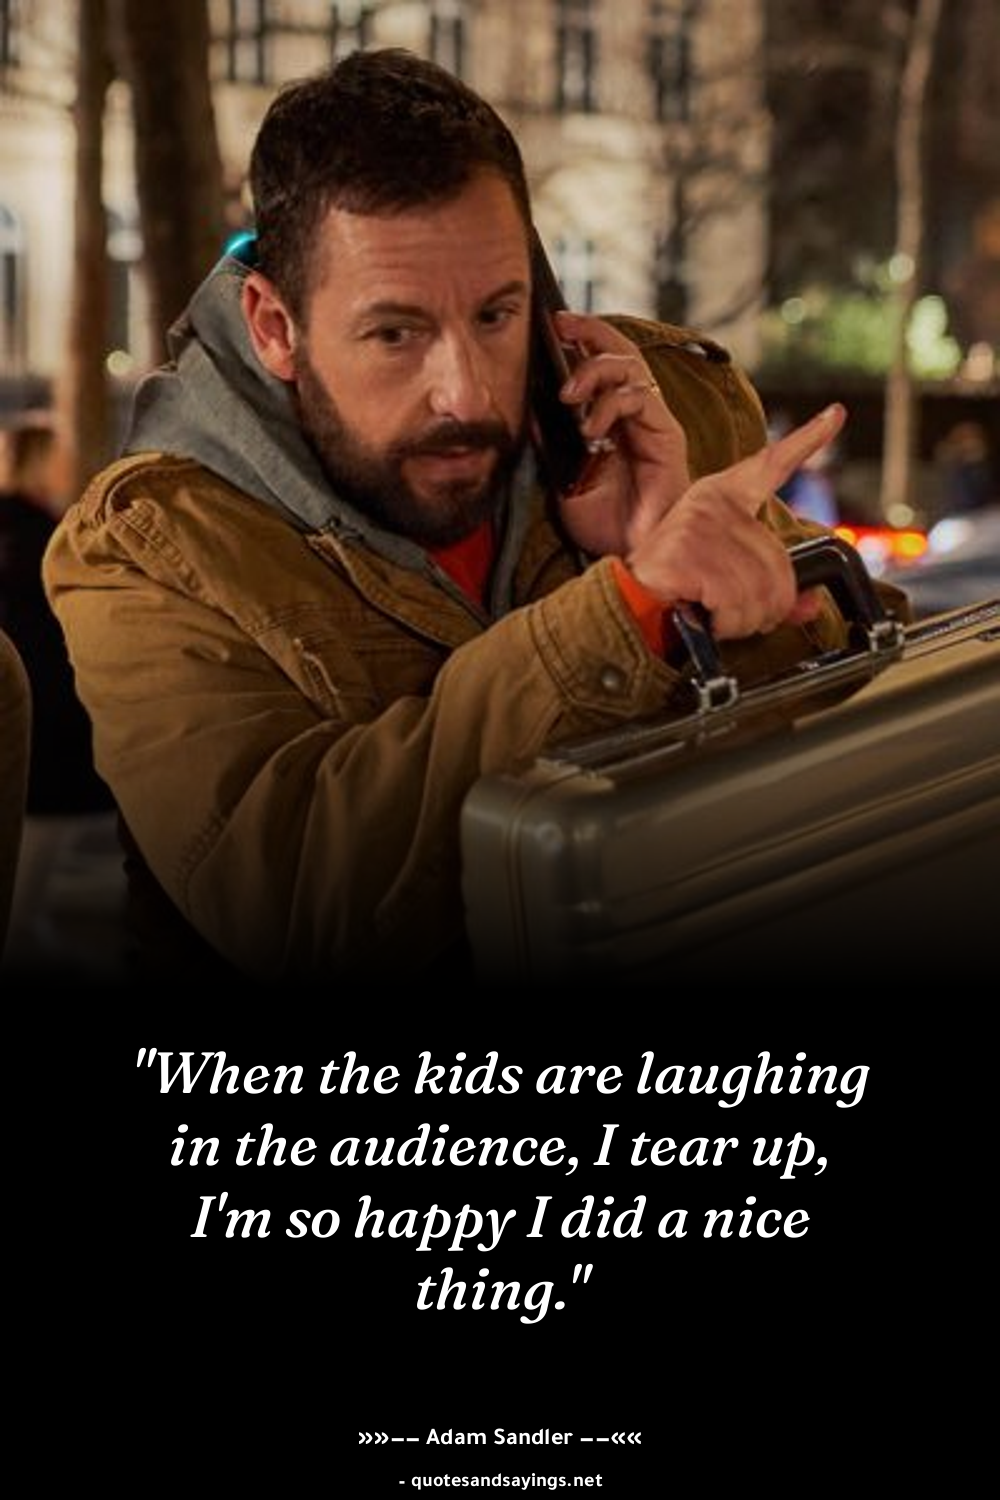 "When the kids are laughing
in the audience, I tear up,
I'm so happy I did a nice
thing."
»»–– Adam Sandler ––««
- quotesandsayings.net